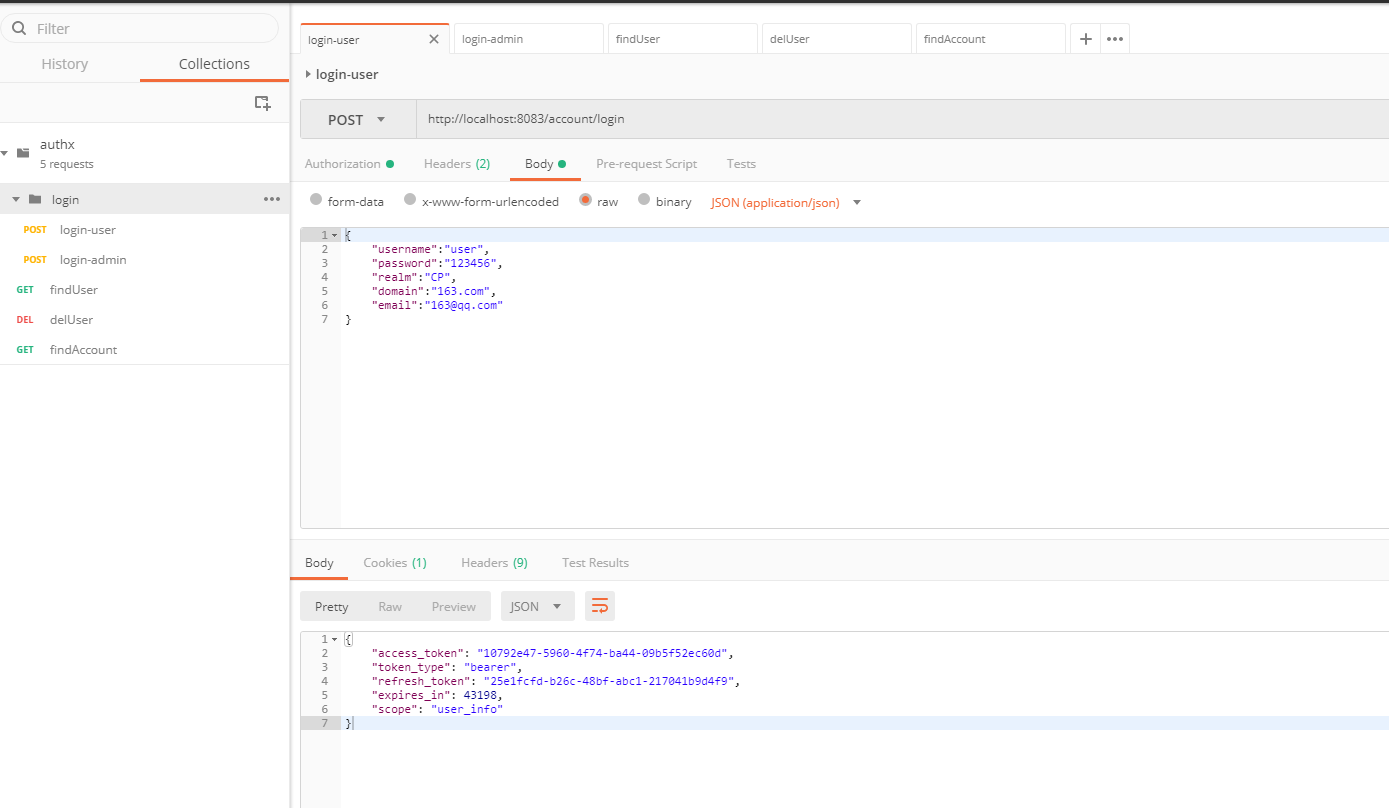 Filter
History Collections
authx
5 requests
login
POST login-user
POST login-admin
GET findUser
DEL delUser
GET findAccount
login-user login-admin findUser delUser findAccount
login-user
POST http://localhost:8083/account/login
Authorization Headers (2) Body Pre-request Script Tests
form-data x-www-form-urlencoded raw binary JSON (application/json)
1 {
2 "username":"user",
3 "password":"123456",
4 "realm":"CP",
5 "domain":"163.com",
6 "email":"163@qq.com"
7 }
Body Cookies (1) Headers (9) Test Results
Pretty Raw Preview JSON
1 {
2 "access_token": "10792e47-5960-4f74-ba44-09b5f52ec60d",
3 "token_type": "bearer",
4 "refresh_token": "25e1fcfd-b26c-48bf-abc1-217041b9d4f9",
5 "expires_in": 43198,
6 "scope": "user_info"
7 }